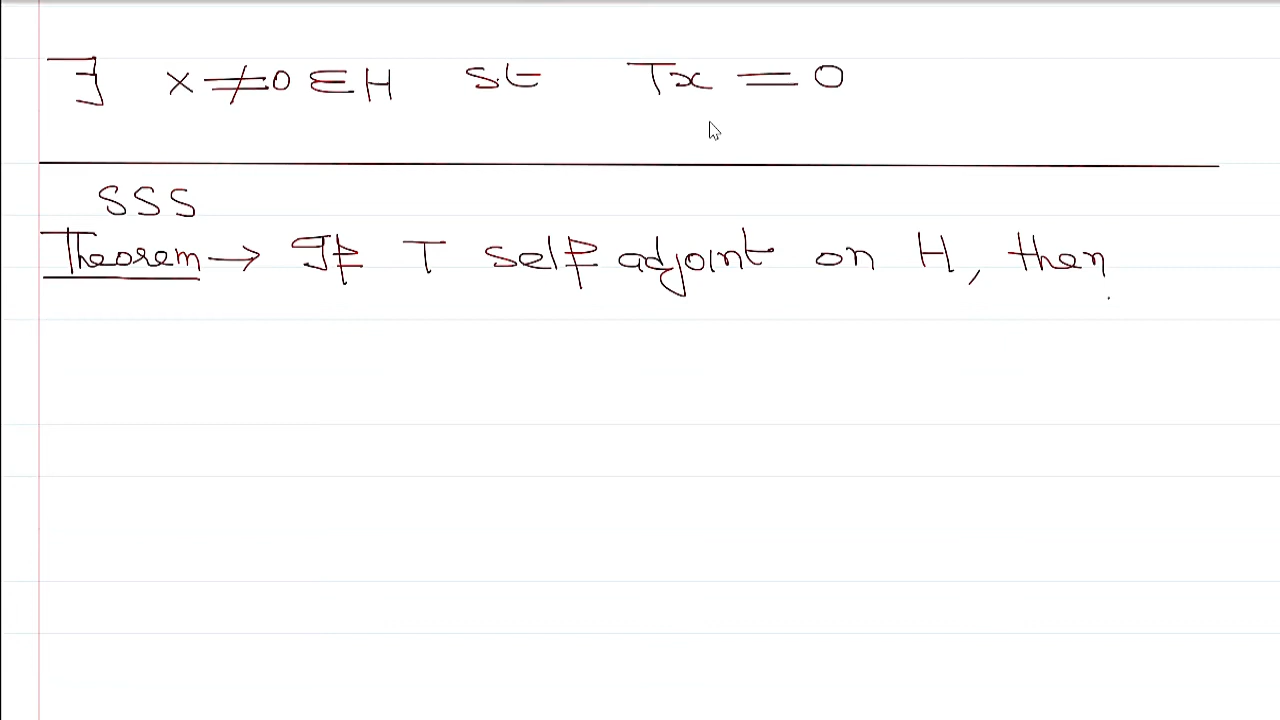 ∃ x≠0 ∈ H st Tx = 0
SSS
Theorem → If T self adjoint on H, then